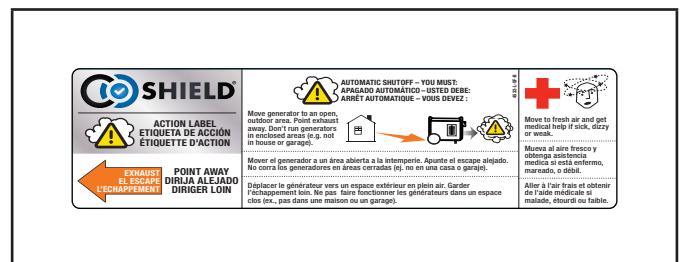 CO SHIELD®
ACTION LABEL
ETIQUETA DE ACCIÓN
ÉTIQUETTE D'ACTION
EXHAUST
EL ESCAPE
L'ECHAPPEMENT
POINT AWAY
DIRIJA ALEJADO
DIRIGER LOIN
AUTOMATIC SHUTOFF – YOU MUST:
APAGADO AUTOMÁTICO – USTED DEBE:
ARRÊT AUTOMATIQUE – VOUS DEVEZ :
Move generator to an open,
outdoor area. Point exhaust
away. Don't run generators
in enclosed areas (e.g. not
in house or garage).
Mover el generador a un área abierta a la intemperie. Apunte el escape alejado.
No corra los generadores en áreas cerradas (ej. no en una casa o garaje).
Déplacer le générateur vers un espace extérieur en plein air. Garder
l'échappement loin. Ne pas faire fonctionner les générateurs dans un espace
clos (ex., pas dans une maison ou un garage).
Move to fresh air and get
medical help if sick, dizzy
or weak.
Mueva al aire fresco y
obtenga asistencia
medica si está enfermo,
mareado, o débil.
Aller à l'air frais et obtenir
de l'aide médicale si
malade, étourdi ou faible.